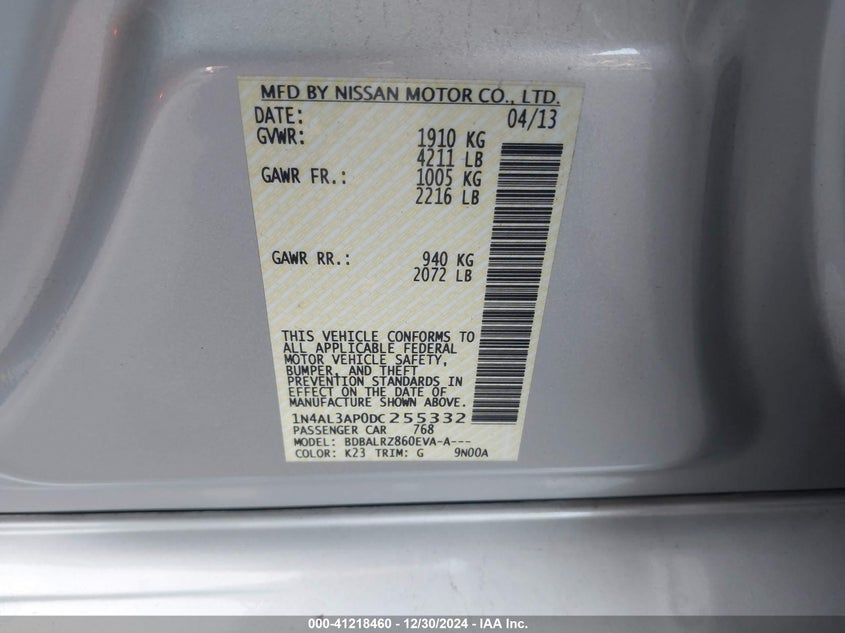 MFD BY NISSAN MOTOR CO., LTD.
DATE: 04/13
GVWR: 1910 KG
4211 LB
GAWR FR.: 1005 KG
2216 LB
GAWR RR.: 940 KG
2072 LB
THIS VEHICLE CONFORMS TO
ALL APPLICABLE FEDERAL
MOTOR VEHICLE SAFETY,
BUMPER, AND THEFT
PREVENTION STANDARDS IN
EFFECT ON THE DATE OF
MANUFACTURE SHOWN ABOVE.
1N4AL3AP0DC255332
PASSENGER CAR 768
MODEL: BDBALRZ860EVA-A---
COLOR: K23 TRIM: G 9N00A
000-41218460 - 12/30/2024 - IAA Inc.